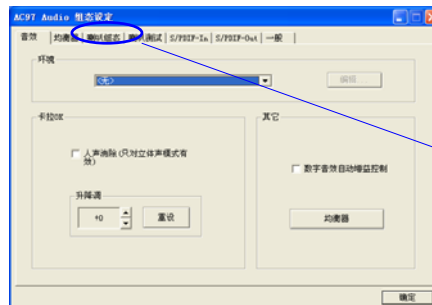 AC97 Audio 组态设定
音效 | 均衡器 | 喇叭组态 | 喇叭测试 | S/PDIF-In | S/PDIF-Out | 一般 |
环境
<无>
编辑...
卡拉OK
其它
人声消除(只对立体声模式有效)
数字音效自动增益控制
升降调
+0
重设
均衡器
确定